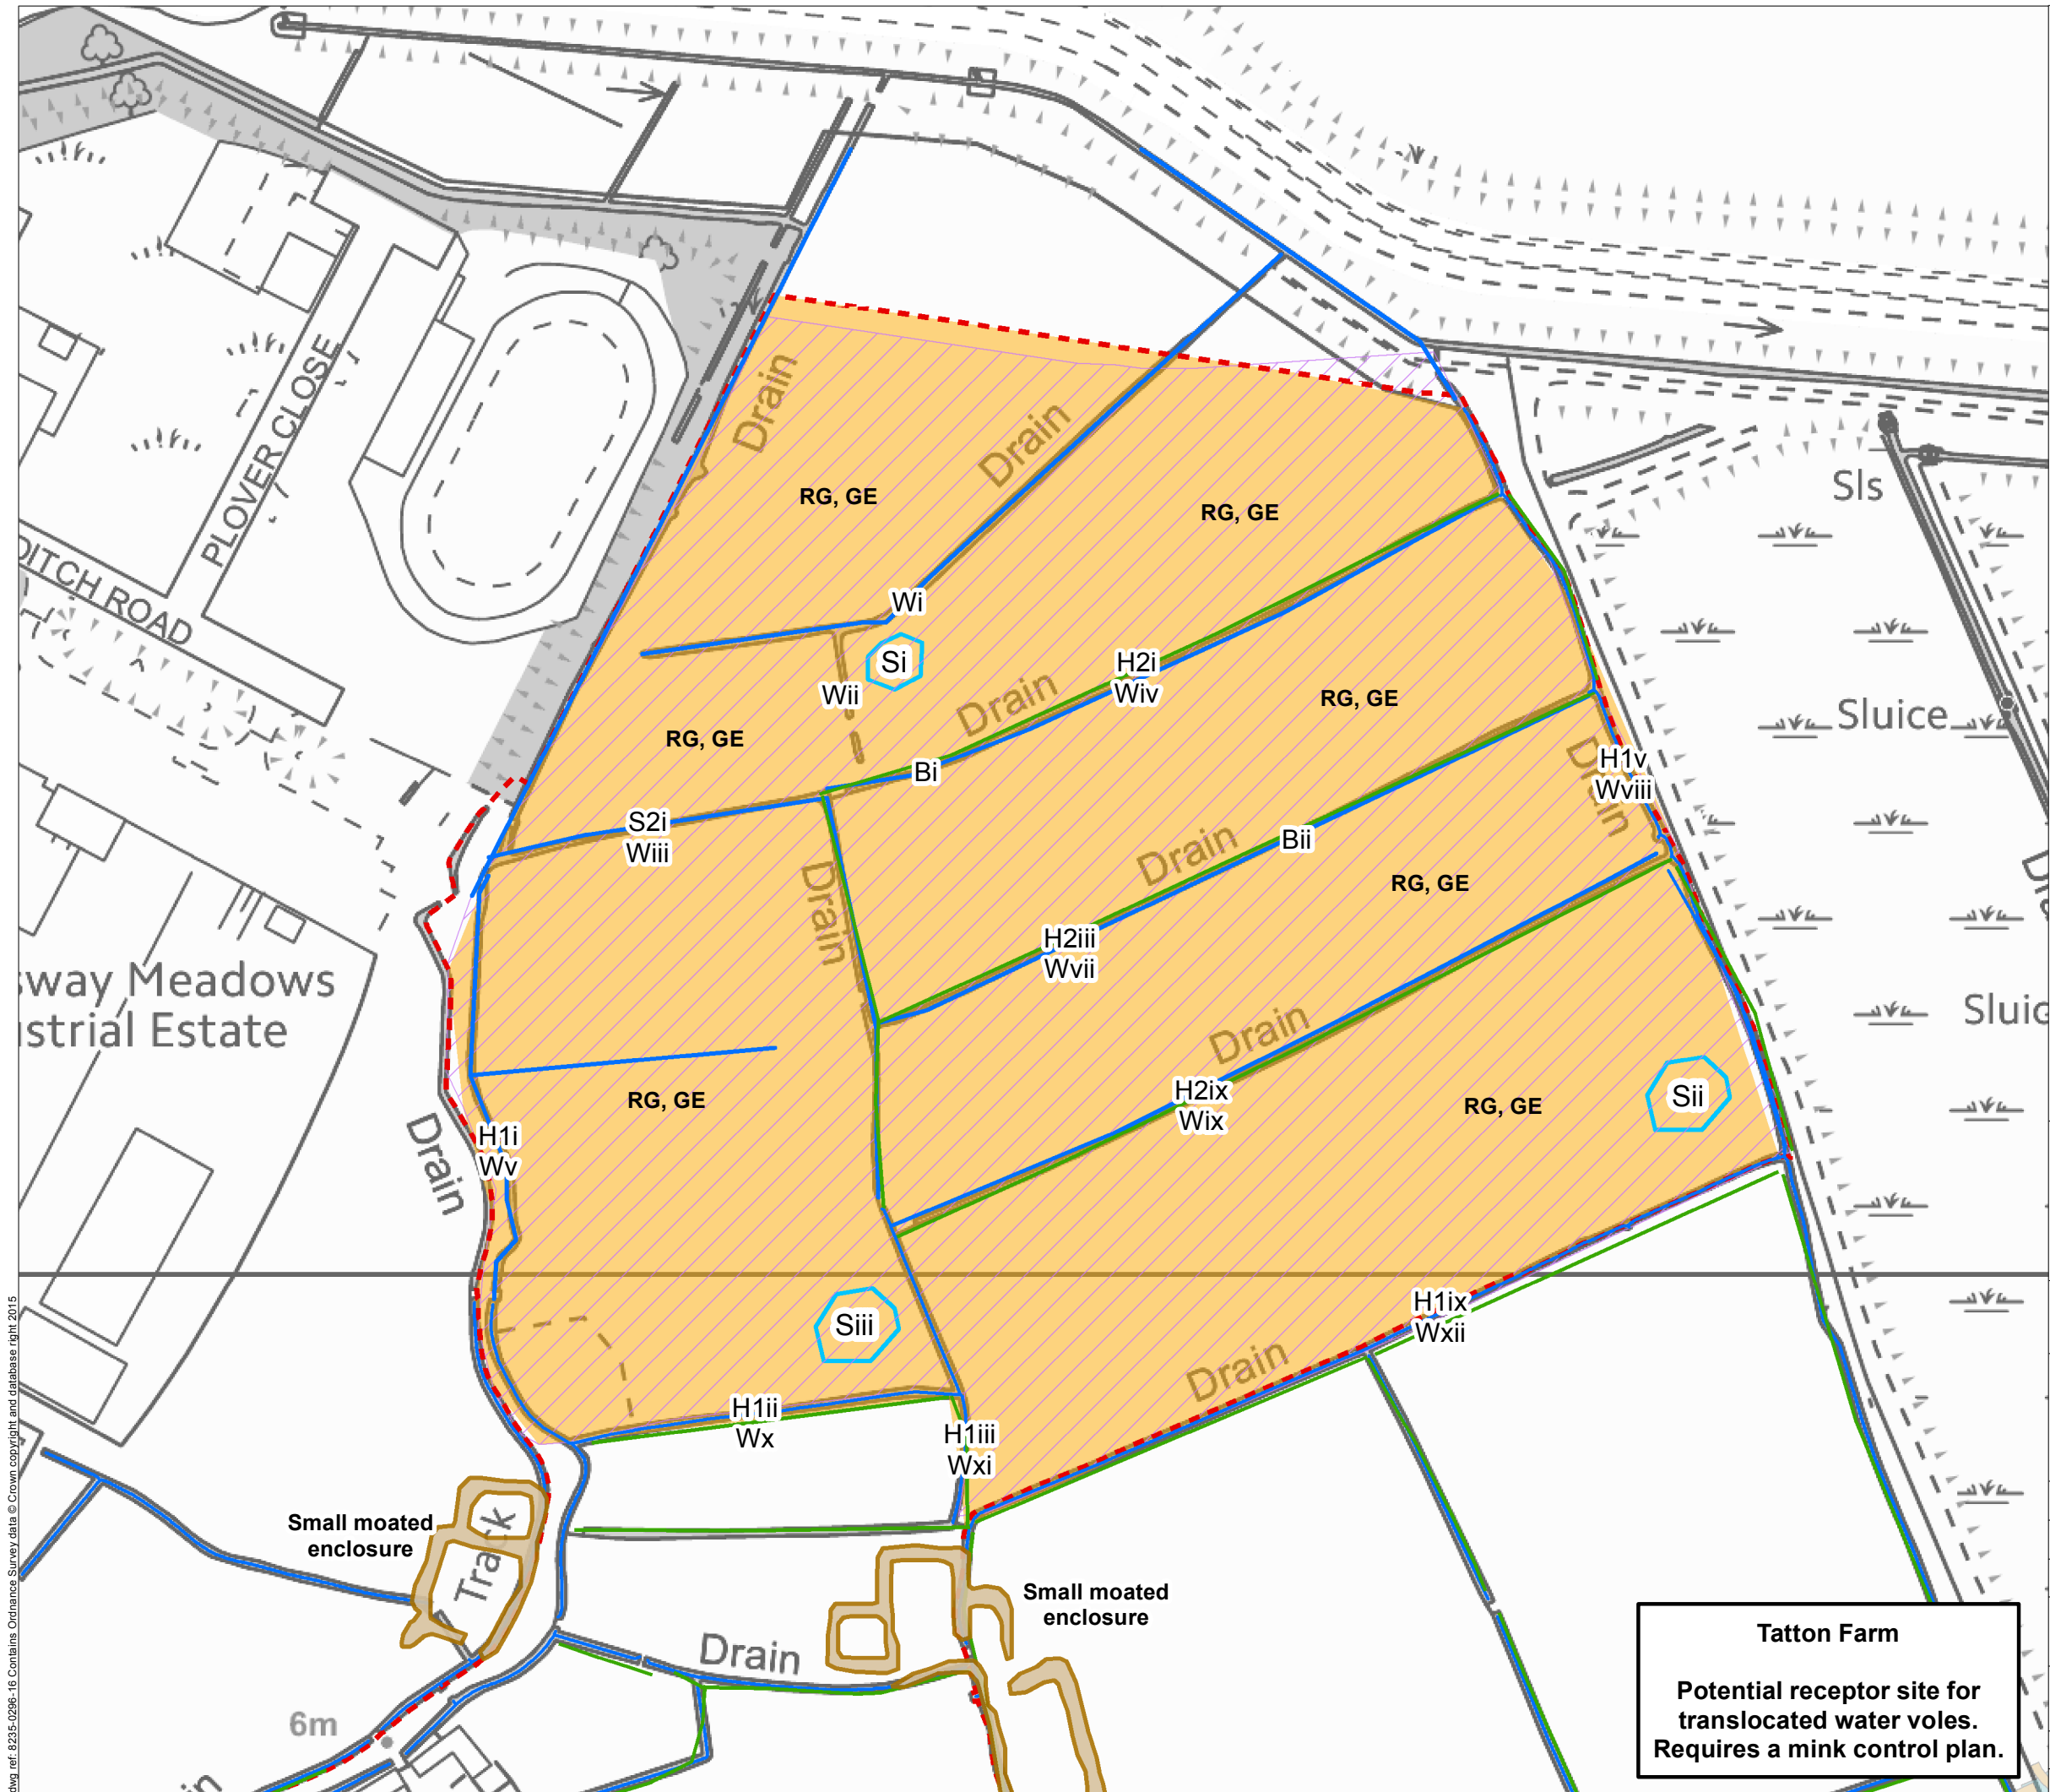 PLOVER CLOSE
DITCH ROAD
sway Meadows
ustrial Estate
Drain
Drain
Drain
Drain
Drain
Drain
Drain
Drain
Drain
Drain
RG, GE
RG, GE
RG, GE
RG, GE
RG, GE
RG, GE
RG, GE
Wi
Si
Wii
H2i
Wiv
Bi
S2i
Wiii
Bii
H1v
Wviii
H2iii
Wvii
H2ix
Wix
Sii
H1i
Wv
Siii
H1ix
Wxii
H1ii
Wx
H1iii
Wxi
Sls
Sluice
Sluic
Small moated
enclosure
Track
Small moated
enclosure
6m
Tatton Farm
Potential receptor site for
translocated water voles.
Requires a mink control plan.
dwg ref: 8235-0296-16 Contains Ordnance Survey data © Crown copyright and database right 2015